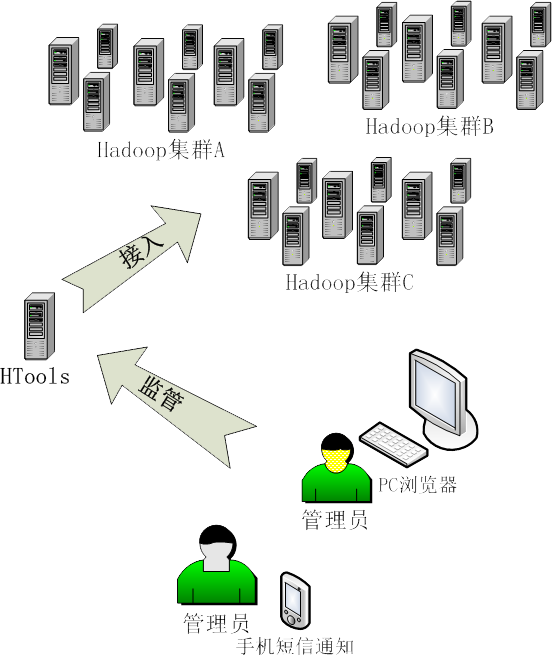 Hadoop集群A
Hadoop集群B
Hadoop集群C
接入
HTools
监管
PC浏览器
管理员
管理员
手机短信通知